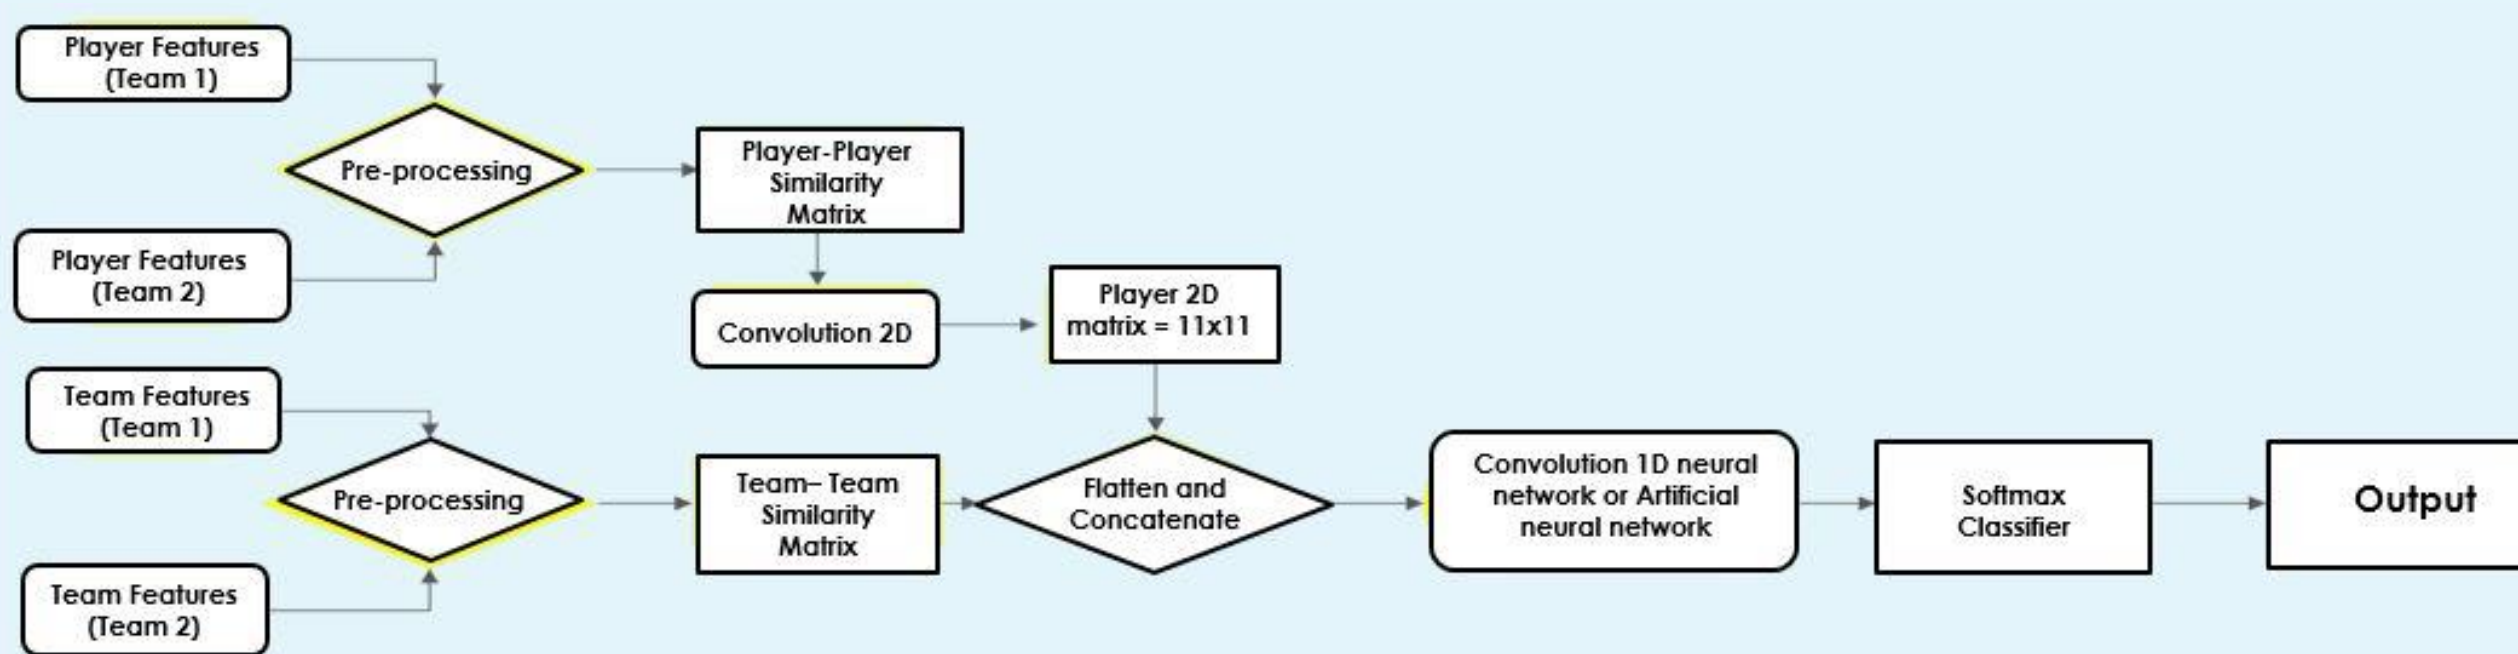 Player Features
(Team 1)
Pre-processing
Player-Player
Similarity
Matrix
Player Features
(Team 2)
Convolution 2D
Player 2D
matrix = 11x11
Team Features
(Team 1)
Pre-processing
Team– Team
Similarity
Matrix
Flatten and
Concatenate
Convolution 1D neural
network or Artificial
neural network
Softmax
Classifier
Output
Team Features
(Team 2)